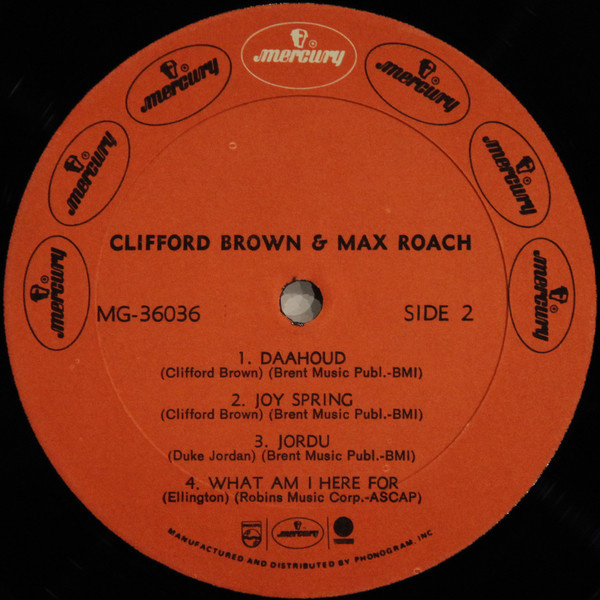 mercury
mercury
mercury
mercury
mercury
mercury
mercury
CLIFFORD BROWN & MAX ROACH
MG-36036
SIDE 2
1. DAAHOUD
(Clifford Brown) (Brent Music Publ.-BMI)
2. JOY SPRING
(Clifford Brown) (Brent Music Publ.-BMI)
3. JORDU
(Duke Jordan) (Brent Music Publ.-BMI)
4. WHAT AM I HERE FOR
(Ellington) (Robins Music Corp.-ASCAP)
mercury
MANUFACTURED AND DISTRIBUTED BY PHONOGRAM, INC.